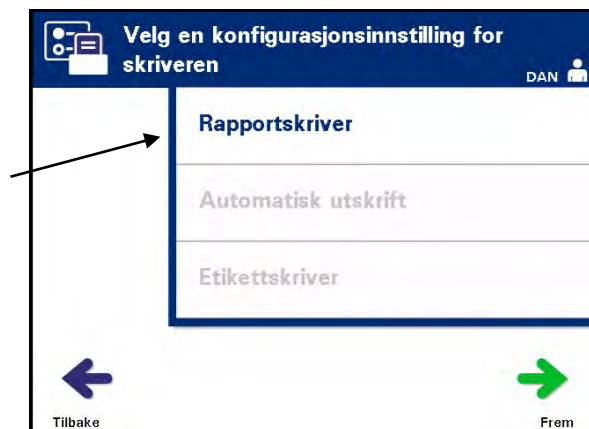 Velg en konfigurasjonsinnstilling for
skriveren
DAN
Rapportskriver
Automatisk utskrift
Etikettskriver
Tilbake
Frem